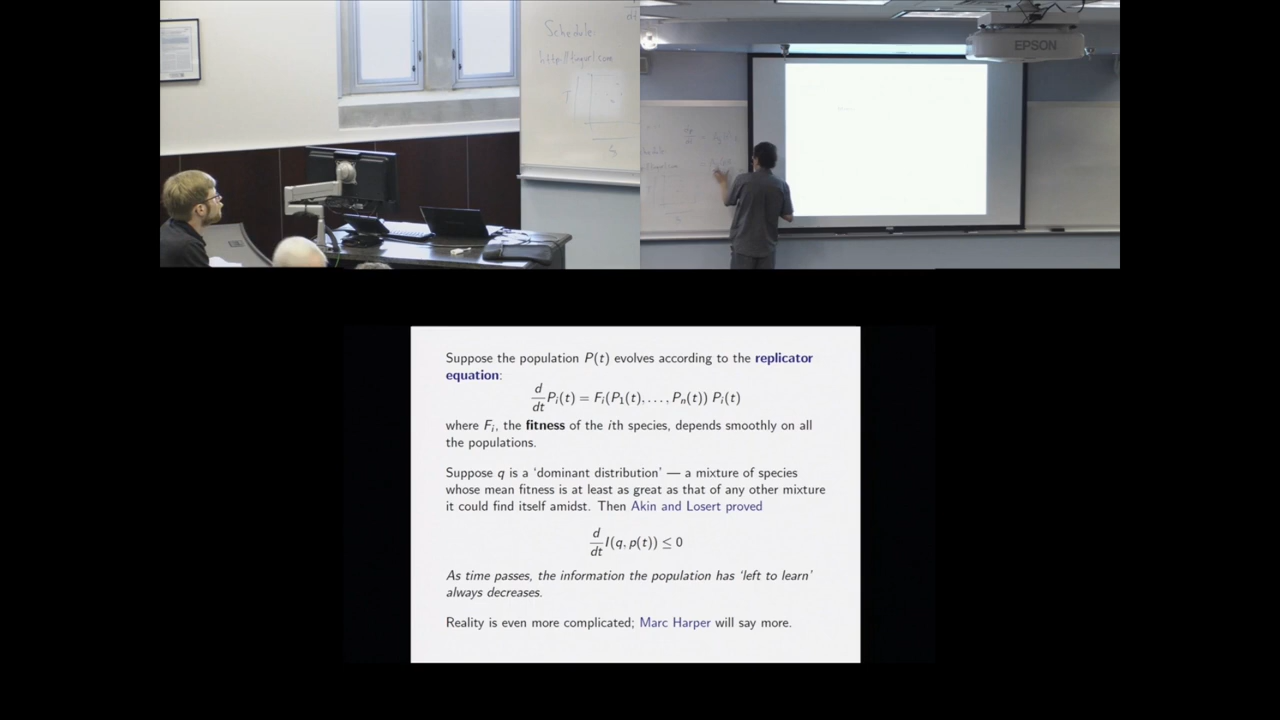 Schedule:
http://tinyurl.com
T
S
EPSON
Suppose the population P(t) evolves according to the replicator
equation:
d/dt P_i(t) = F_i(P_1(t), . . . , P_n(t)) P_i(t)
where F_i, the fitness of the ith species, depends smoothly on all
the populations.
Suppose q is a ‘dominant distribution’ — a mixture of species
whose mean fitness is at least as great as that of any other mixture
it could find itself amidst. Then Akin and Losert proved
d/dt I(q, p(t)) ≤ 0
As time passes, the information the population has ‘left to learn’
always decreases.
Reality is even more complicated; Marc Harper will say more.